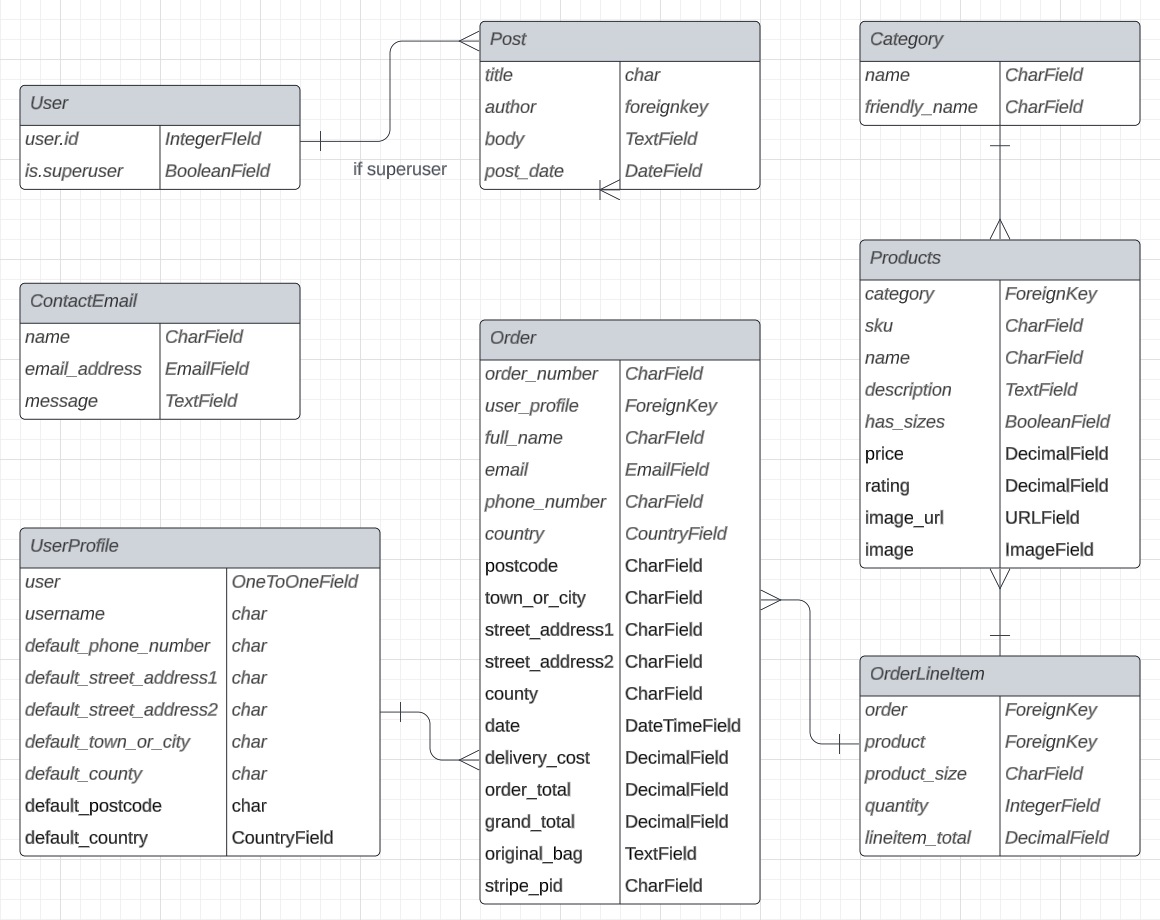 User
user.id IntegerFIeld
is.superuser BooleanField
if superuser
Post
title char
author foreignkey
body TextField
post_date DateField
Category
name CharField
friendly_name CharField
ContactEmail
name CharField
email_address EmailField
message TextField
Products
category ForeignKey
sku CharField
name CharField
description TextField
has_sizes BooleanField
price DecimalField
rating DecimalField
image_url URLField
image ImageField
UserProfile
user OneToOneField
username char
default_phone_number char
default_street_address1 char
default_street_address2 char
default_town_or_city char
default_county char
default_postcode char
default_country CountryField
Order
order_number CharField
user_profile ForeignKey
full_name CharFIeld
email EmailField
phone_number CharField
country CountryField
postcode CharField
town_or_city CharField
street_address1 CharField
street_address2 CharField
county CharField
date DateTimeField
delivery_cost DecimalField
order_total DecimalField
grand_total DecimalField
original_bag TextField
stripe_pid CharField
OrderLineItem
order ForeignKey
product ForeignKey
product_size CharField
quantity IntegerField
lineitem_total DecimalField